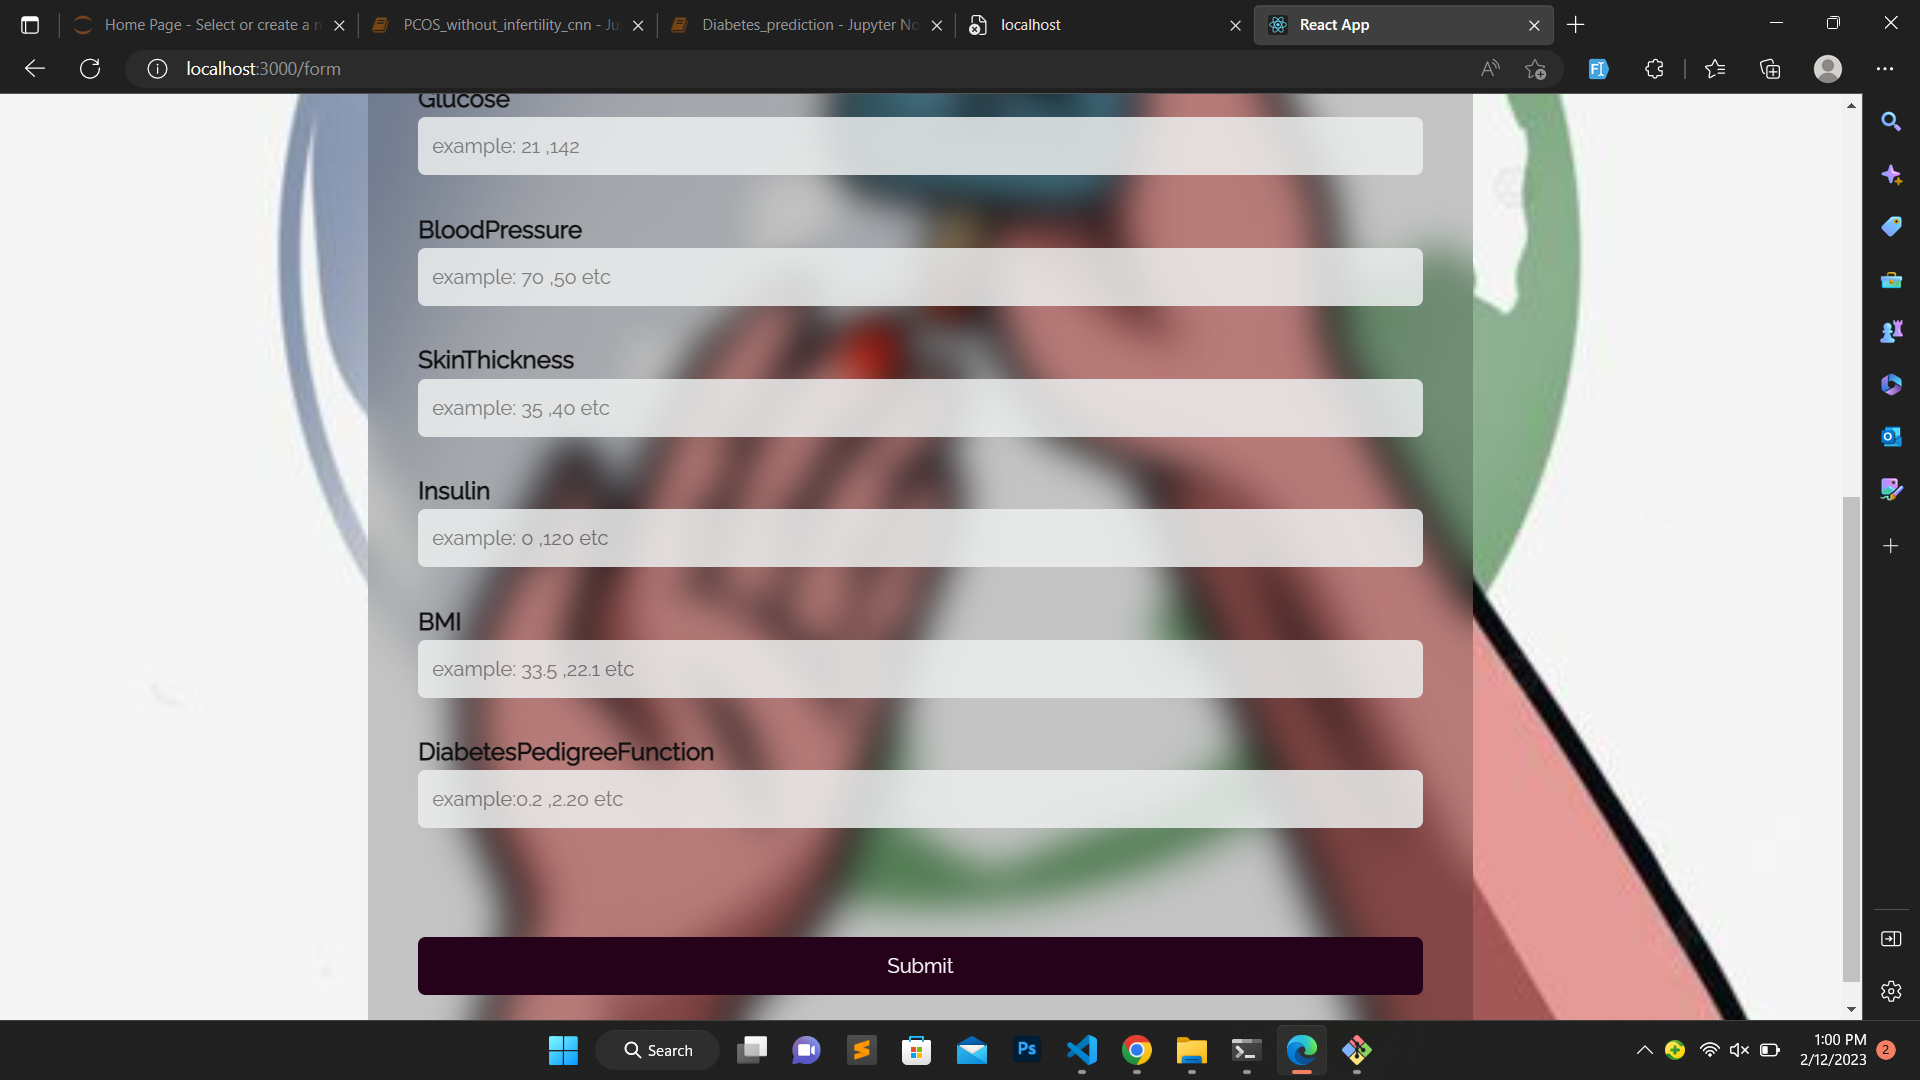 Home Page - Select or create a n
PCOS_without_infertility_cnn - Ju
Diabetes_prediction - Jupyter No
localhost
React App
localhost:3000/form
Glucose
example: 21 ,142
BloodPressure
example: 70 ,50 etc
SkinThickness
example: 35 ,40 etc
Insulin
example: 0 ,120 etc
BMI
example: 33.5 ,22.1 etc
DiabetesPedigreeFunction
example:0.2 ,2.20 etc
Submit
Search
Ps
1:00 PM
2/12/2023
2